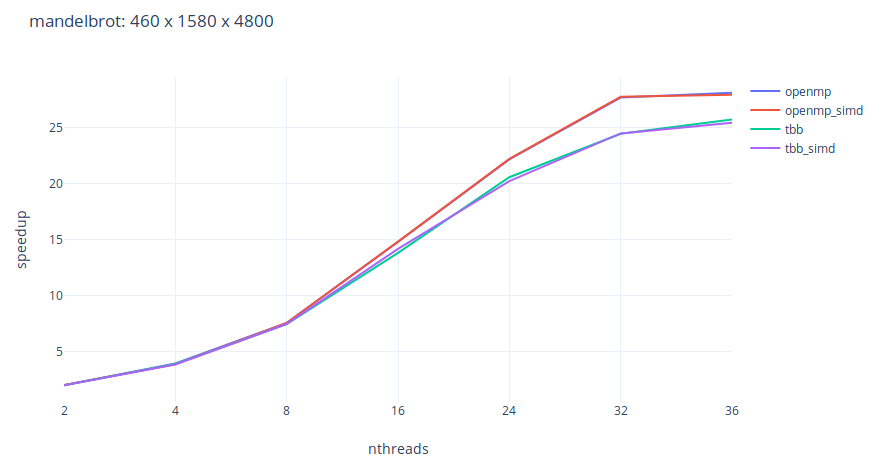 mandelbrot: 460 x 1580 x 4800
openmp
openmp_simd
tbb
tbb_simd
25
20
15
10
5
speedup
2 4 8 16 24 32 36
nthreads